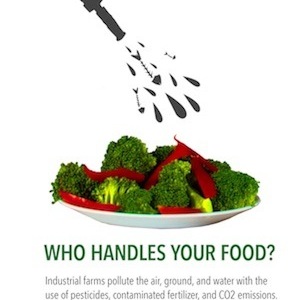 WHO HANDLES YOUR FOOD?
Industrial farms pollute the air, ground, and water with the
use of pesticides, contaminated fertilizer, and CO2 emissions.